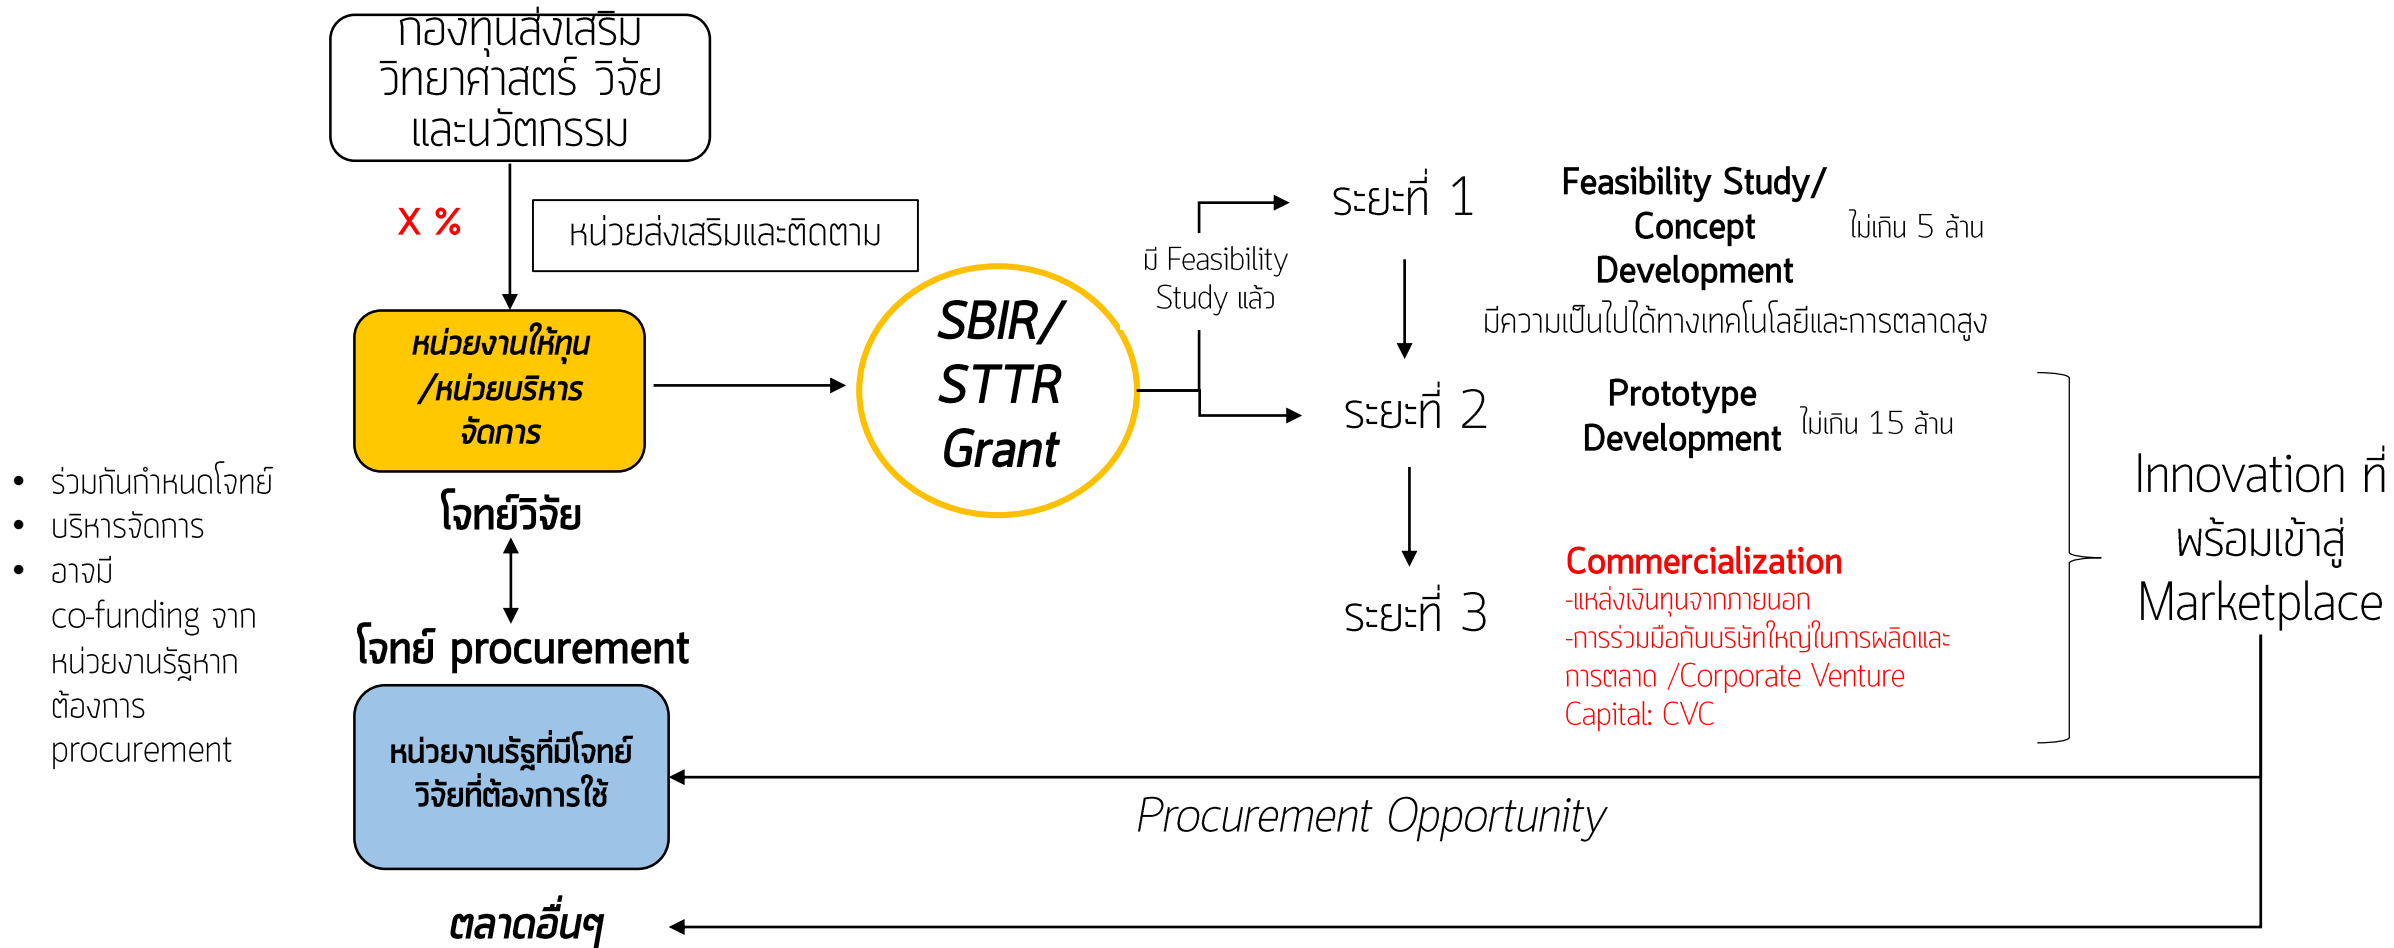 กองทุนส่งเสริม
วิทยาศาสตร์ วิจัย
และนวัตกรรม
X %
หน่วยส่งเสริมและติดตาม
หน่วยงานให้ทุน
/หน่วยบริหาร
จัดการ
โจทย์วิจัย
โจทย์ procurement
หน่วยงานรัฐที่มีโจทย์
วิจัยที่ต้องการใช้
ตลาดอื่นๆ
• ร่วมกันกำหนดโจทย์
• บริหารจัดการ
• อาจมี
co-funding จาก
หน่วยงานรัฐหาก
ต้องการ
procurement
SBIR/
STTR
Grant
มี Feasibility
Study แล้ว
ระยะที่ 1
Feasibility Study/
Concept
Development
ไม่เกิน 5 ล้าน
มีความเป็นไปได้ทางเทคโนโลยีและการตลาดสูง
ระยะที่ 2
Prototype
Development
ไม่เกิน 15 ล้าน
ระยะที่ 3
Commercialization
-แหล่งเงินทุนจากภายนอก
-การร่วมมือกับบริษัทใหญ่ในการผลิตและ
การตลาด /Corporate Venture
Capital: CVC
Innovation ที่
พร้อมเข้าสู่
Marketplace
Procurement Opportunity